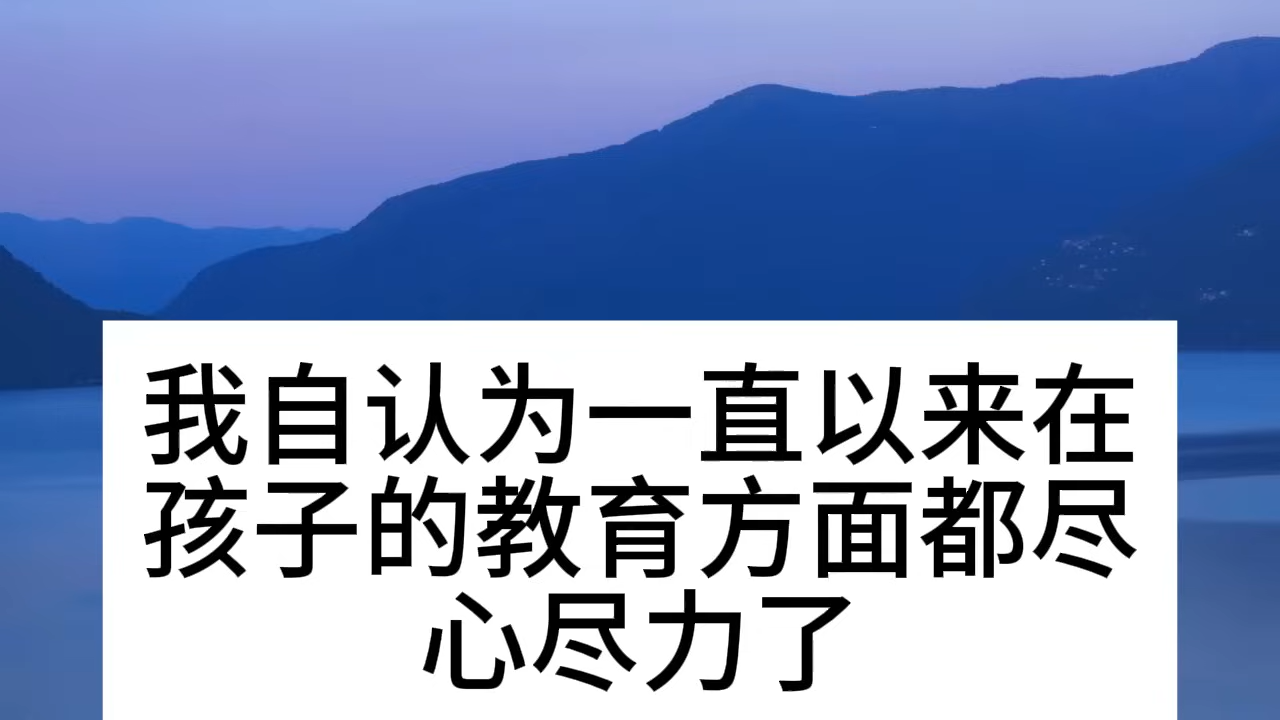 我自认为一直以来在
孩子的教育方面都尽
心尽力了